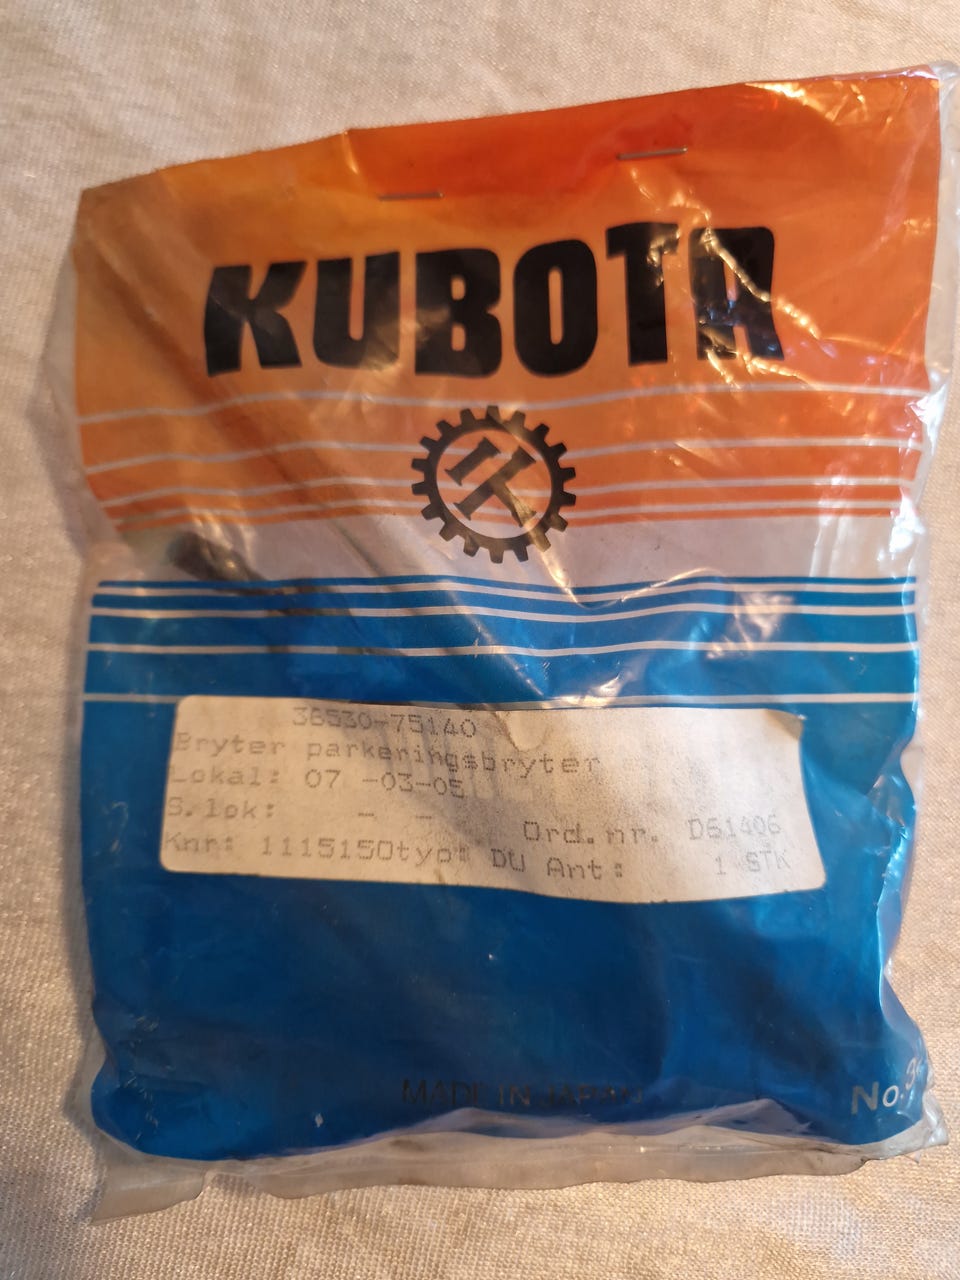 KUBOTA
36530-75140
Bryter parkeringsbryter
Lokal: 07 -03-05
S.lok: - -
Ord.nr. D61406
Knr: 1115150typ: DU Ant: 1 STK
MADE IN JAPAN
No.